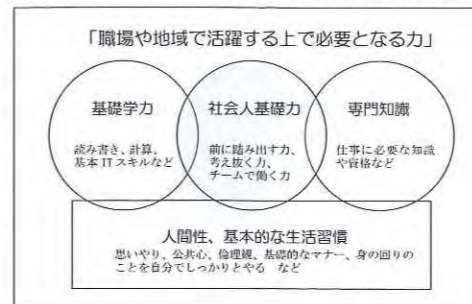 「職場や地域で活躍する上で必要となる力」
基礎学力
読み書き、計算、
基本ITスキルなど
社会人基礎力
前に踏み出す力、
考え抜く力、
チームで働く力
専門知識
仕事に必要な知識
や資格など
人間性、基本的な生活習慣
思いやり、公共心、倫理観、基礎的なマナー、身の回りの
ことを自分でしっかりとやる　など